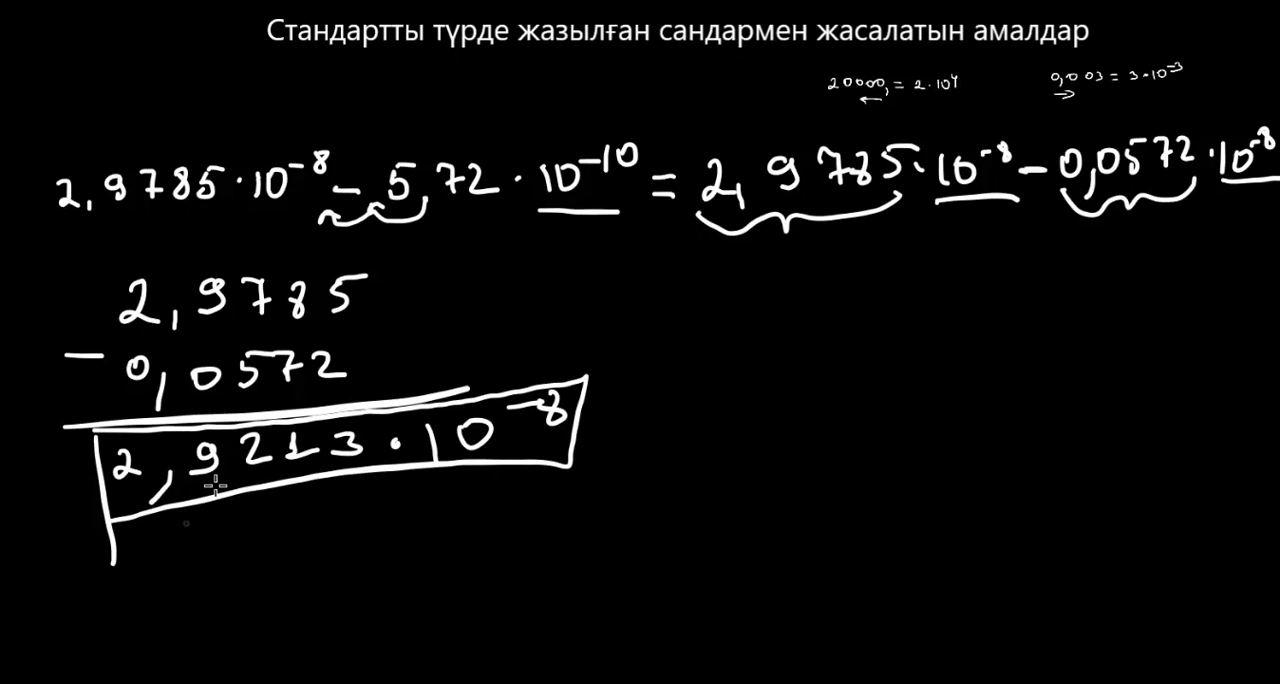 Стандартты түрде жазылған сандармен жасалатын амалдар
20000, = 2·10⁴
0,003 = 3·10⁻³
2,9785·10⁻⁸ – 5,72·10⁻¹⁰ = 2,9785·10⁻⁸ – 0,0572·10⁻⁸
2,9785
– 0,0572
2,9213·10⁻⁸